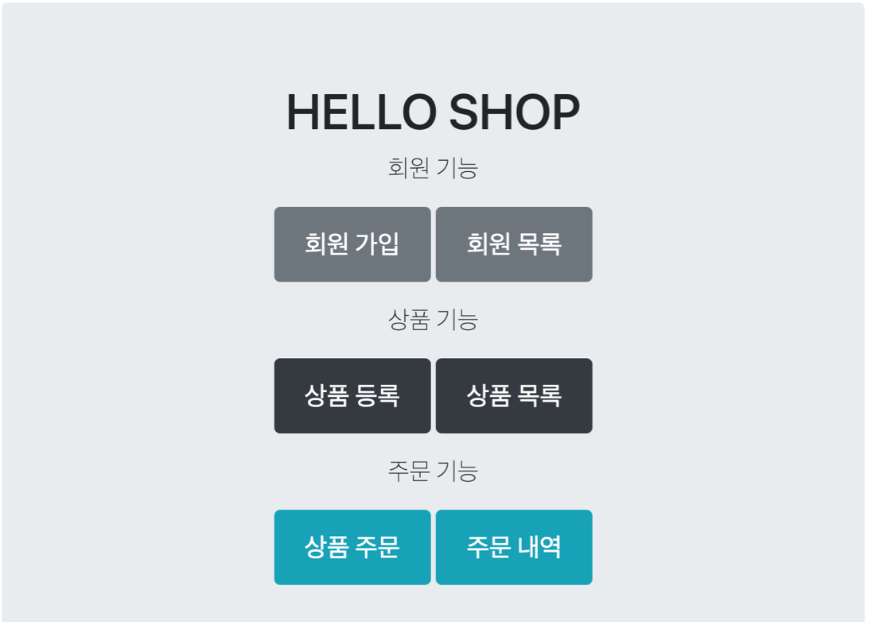 HELLO SHOP
회원 기능
회원 가입 회원 목록
상품 기능
상품 등록 상품 목록
주문 기능
상품 주문 주문 내역